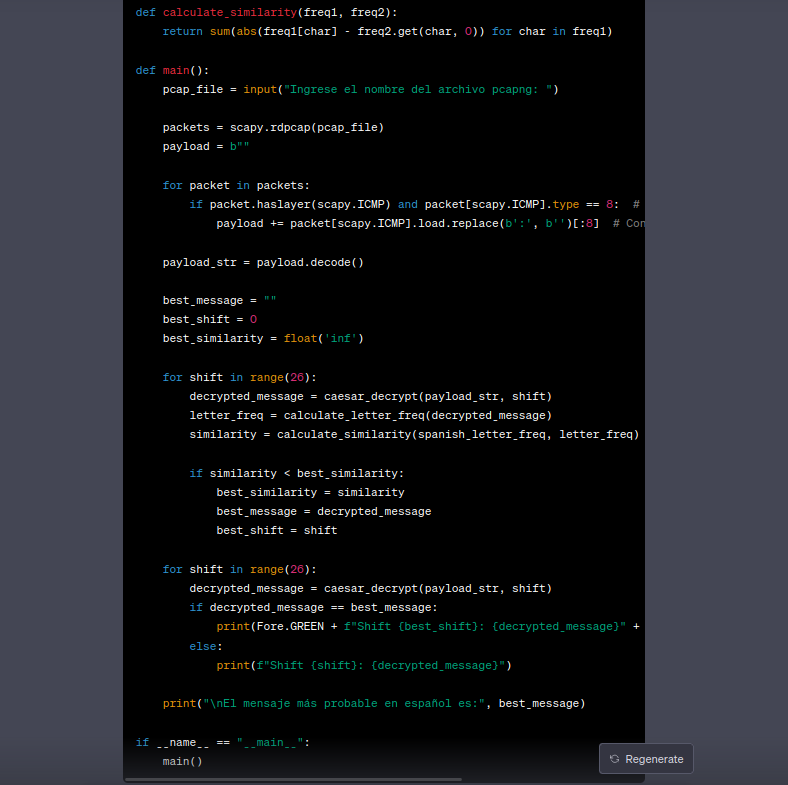 def calculate_similarity(freq1, freq2):
    return sum(abs(freq1[char] - freq2.get(char, 0)) for char in freq1)

def main():
    pcap_file = input("Ingrese el nombre del archivo pcapng: ")

    packets = scapy.rdpcap(pcap_file)
    payload = b""

    for packet in packets:
        if packet.haslayer(scapy.ICMP) and packet[scapy.ICMP].type == 8:  #
            payload += packet[scapy.ICMP].load.replace(b':', b'')[:8]  # Con

    payload_str = payload.decode()

    best_message = ""
    best_shift = 0
    best_similarity = float('inf')

    for shift in range(26):
        decrypted_message = caesar_decrypt(payload_str, shift)
        letter_freq = calculate_letter_freq(decrypted_message)
        similarity = calculate_similarity(spanish_letter_freq, letter_freq)

        if similarity < best_similarity:
            best_similarity = similarity
            best_message = decrypted_message
            best_shift = shift

    for shift in range(26):
        decrypted_message = caesar_decrypt(payload_str, shift)
        if decrypted_message == best_message:
            print(Fore.GREEN + f"Shift {best_shift}: {decrypted_message}" +
        else:
            print(f"Shift {shift}: {decrypted_message}")

    print("\nEl mensaje más probable en español es:", best_message)

if __name__ == "__main__":
    main()
Regenerate